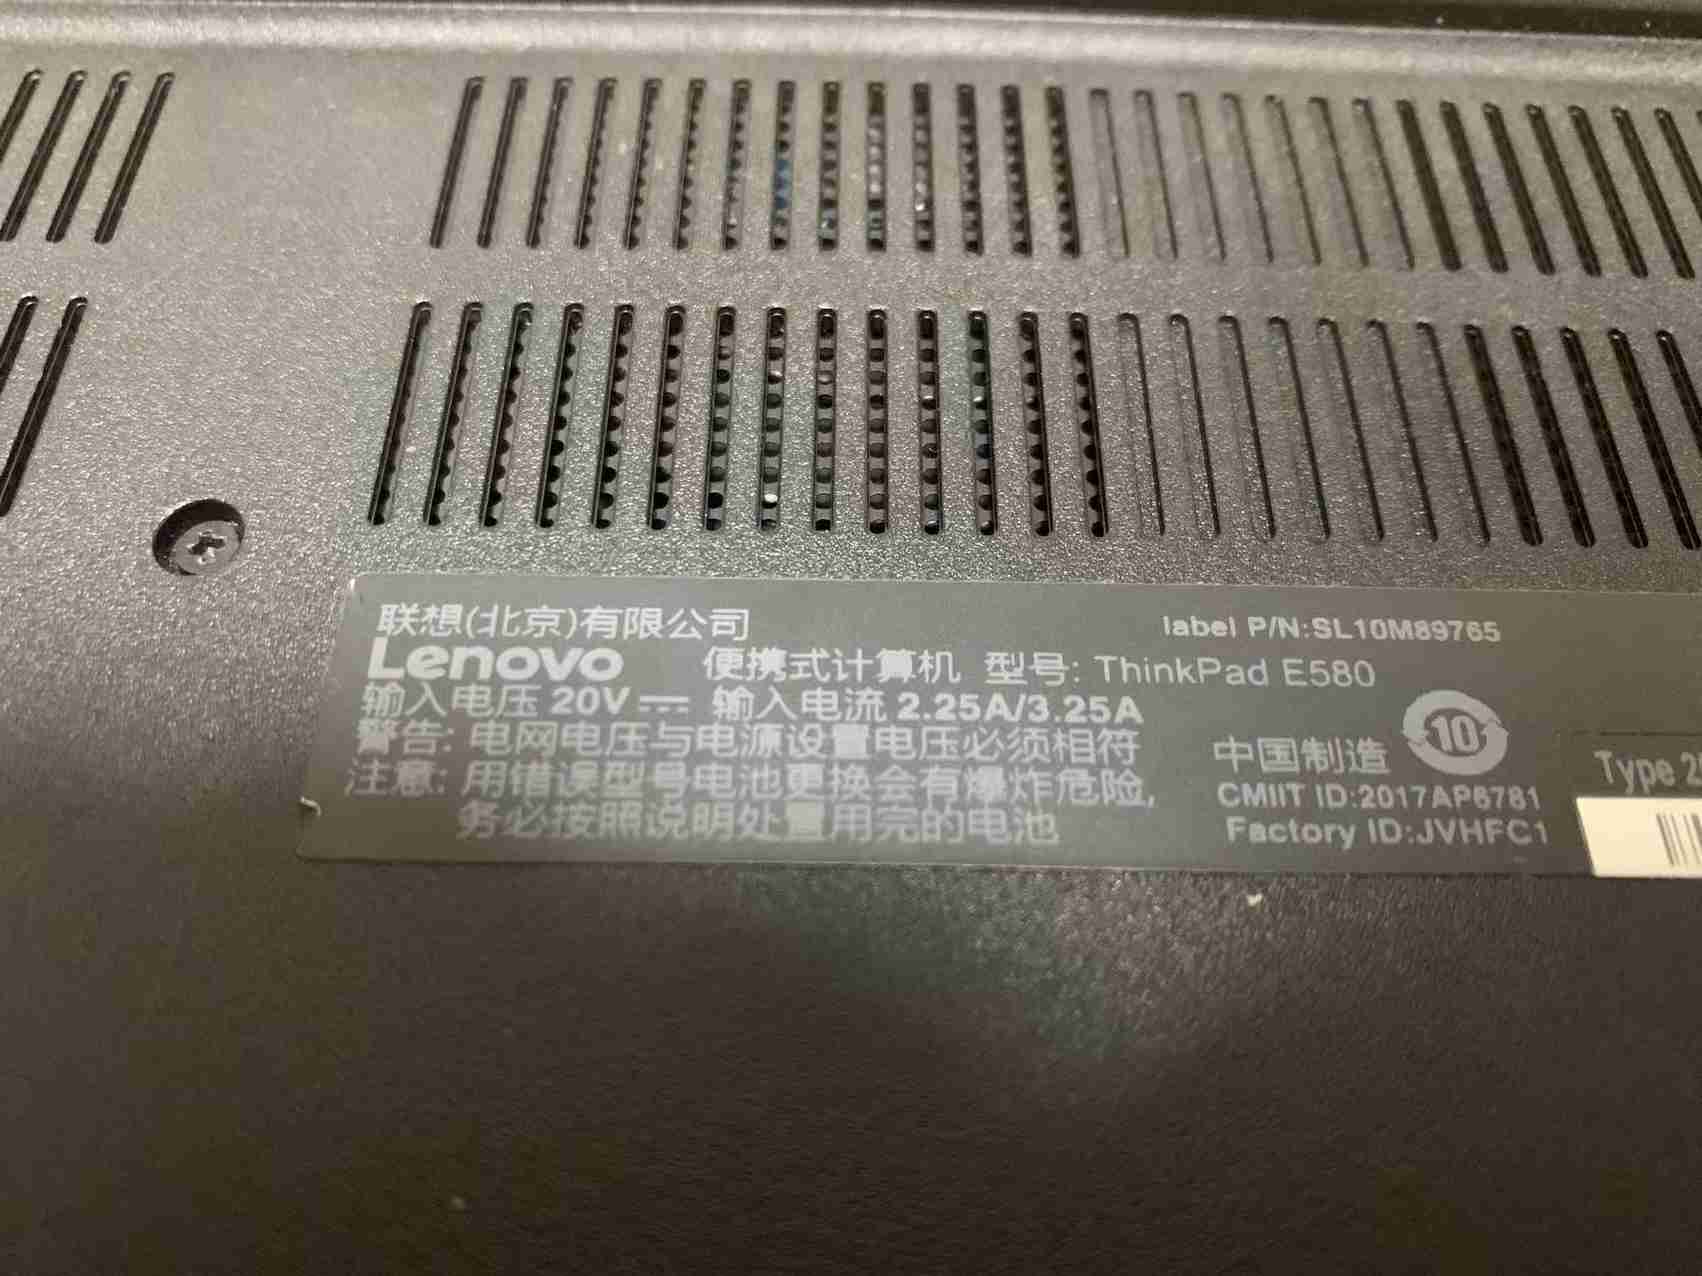 联想(北京)有限公司
label P/N:SL10M89765
Lenovo 便携式计算机 型号: ThinkPad E580
输入电压 20V 输入电流 2.25A/3.25A
警告: 电网电压与电源设置电压必须相符
注意: 用错误型号电池更换会有爆炸危险,
务必按照说明处置用完的电池
中国制造 10
CMIIT ID:2017AP6781
Factory ID:JVHFC1
Type